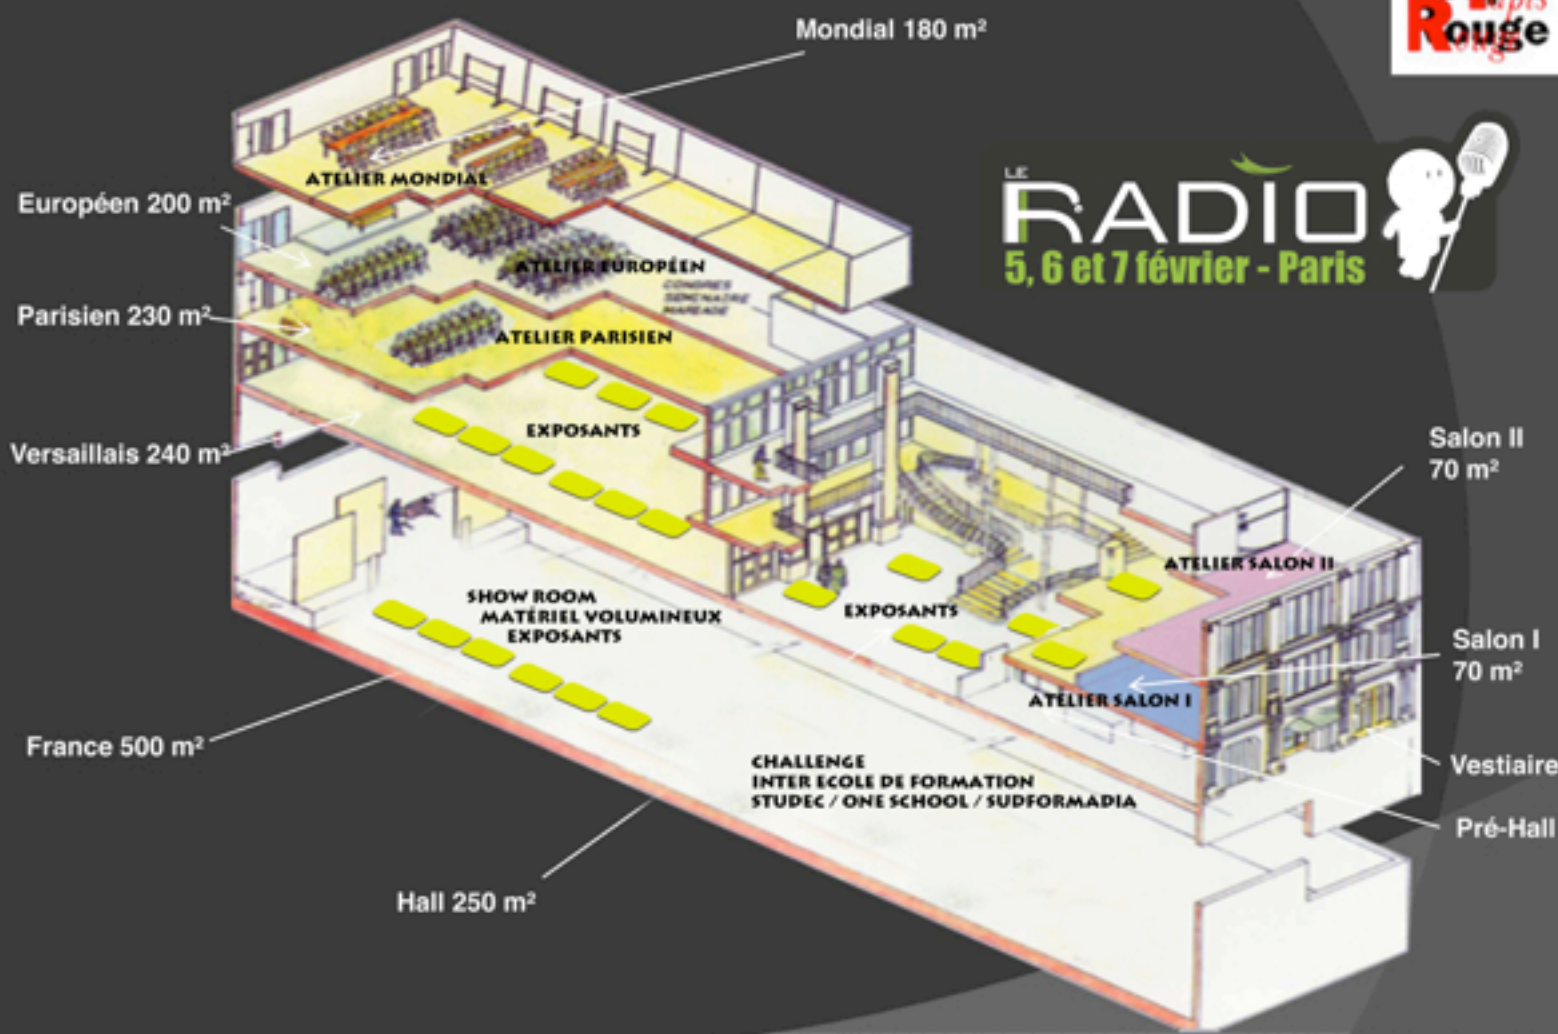 Mondial 180 m²
Rouge
LE
RADIO
5, 6 et 7 février - Paris
ATELIER MONDIAL
Européen 200 m²
ATELIER EUROPÉEN
CONGRES
SEMINAIRE
MARIAGE
Parisien 230 m²
ATELIER PARISIEN
EXPOSANTS
Versaillais 240 m²
Salon II
70 m²
ATELIER SALON II
SHOW ROOM
MATÉRIEL VOLUMINEUX
EXPOSANTS
EXPOSANTS
Salon I
70 m²
ATELIER SALON I
France 500 m²
CHALLENGE
INTER ECOLE DE FORMATION
STUDEC / ONE SCHOOL / SUDFORMADIA
Vestiaire
Pré-Hall
Hall 250 m²